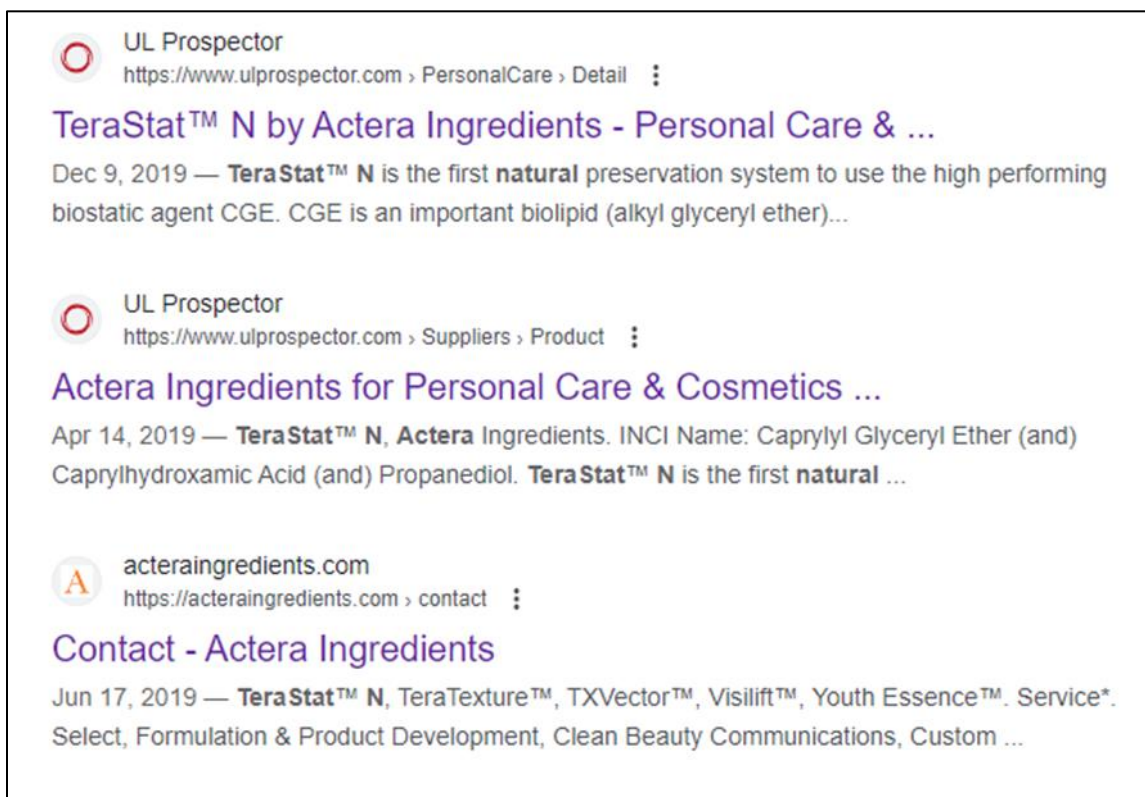 UL Prospector
https://www.ulprospector.com › PersonalCare › Detail
TeraStat™ N by Actera Ingredients - Personal Care & ...
Dec 9, 2019 — TeraStat™ N is the first natural preservation system to use the high performing
biostatic agent CGE. CGE is an important biolipid (alkyl glyceryl ether)...
UL Prospector
https://www.ulprospector.com › Suppliers › Product
Actera Ingredients for Personal Care & Cosmetics ...
Apr 14, 2019 — TeraStat™ N, Actera Ingredients. INCI Name: Caprylyl Glyceryl Ether (and)
Caprylhydroxamic Acid (and) Propanediol. TeraStat™ N is the first natural ...
A
acteraingredients.com
https://acteraingredients.com › contact
Contact - Actera Ingredients
Jun 17, 2019 — TeraStat™ N, TeraTexture™, TXVector™, Visilift™, Youth Essence™. Service*.
Select, Formulation & Product Development, Clean Beauty Communications, Custom ...